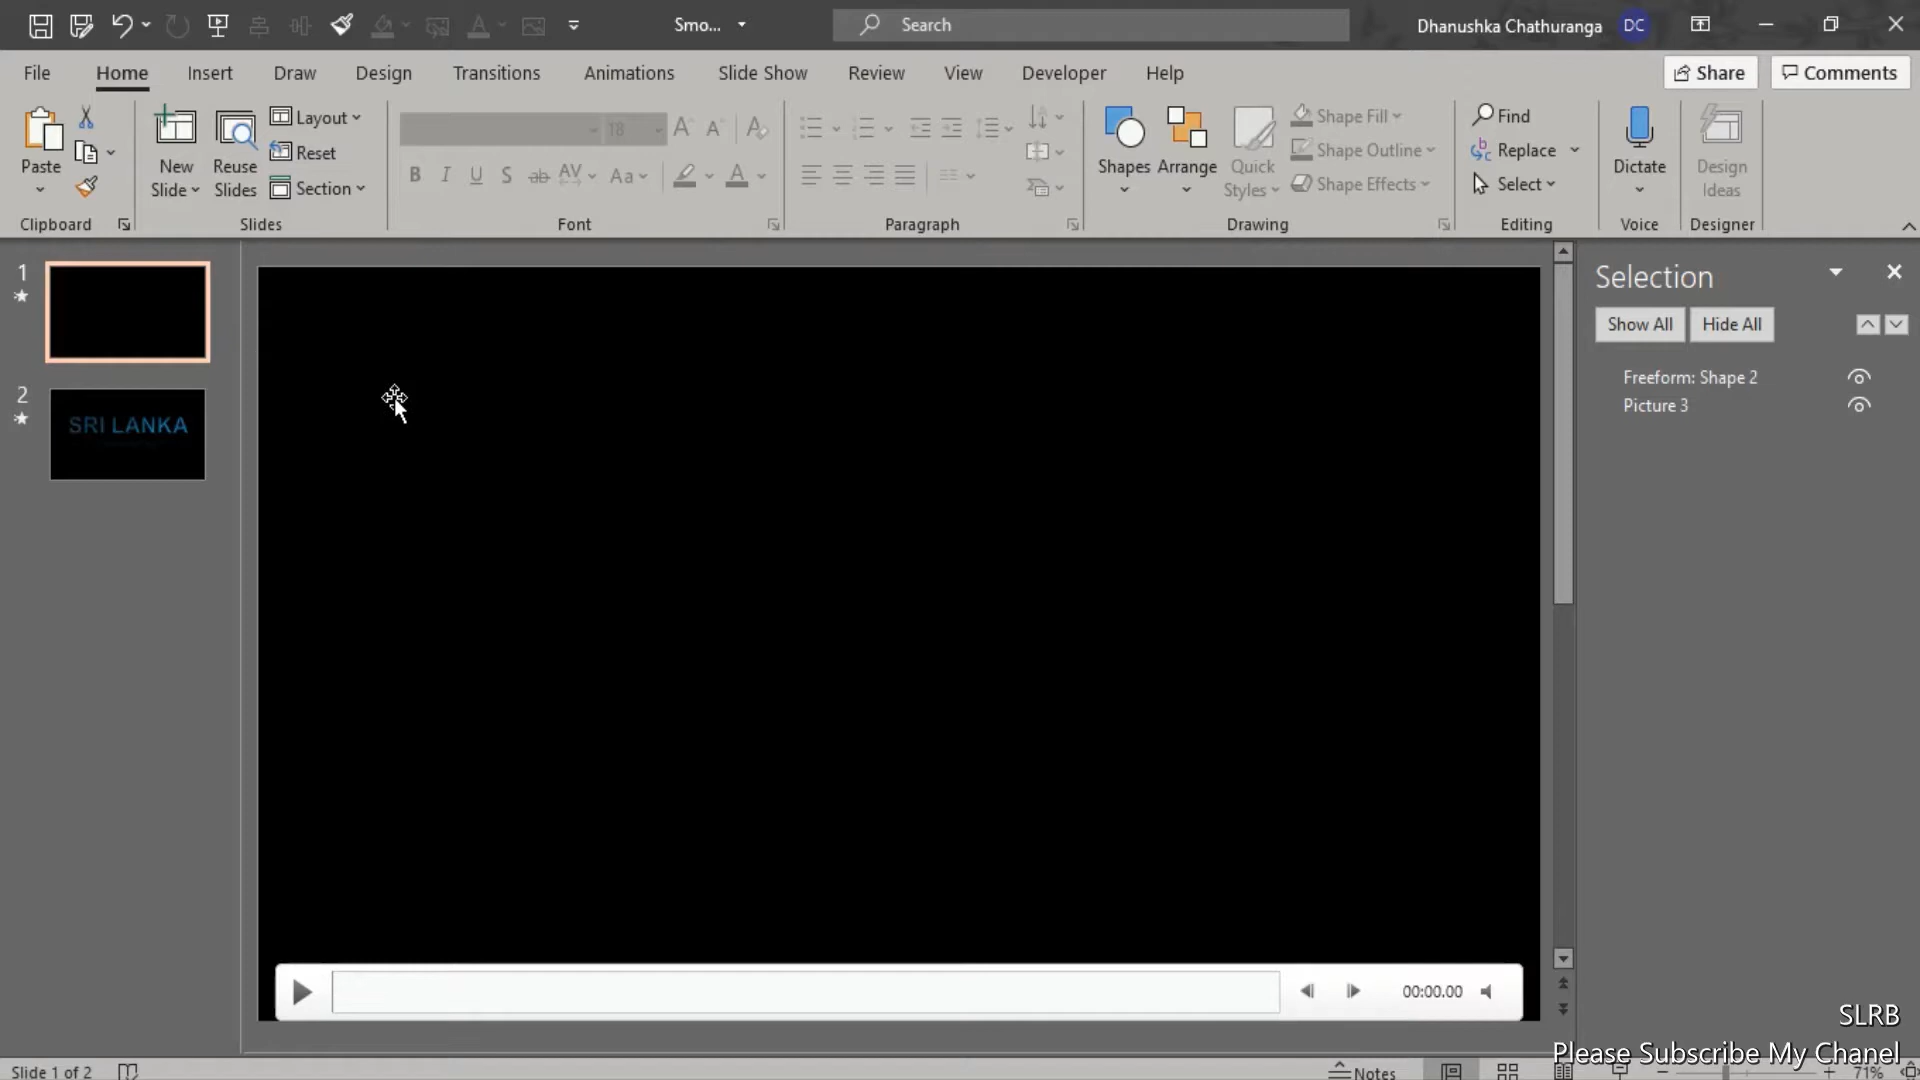 Smo...
Search
Dhanushka Chathuranga
DC
File
Home
Insert
Draw
Design
Transitions
Animations
Slide Show
Review
View
Developer
Help
Share
Comments
Paste
Clipboard
New
Slide
Reuse
Slides
Layout
Reset
Section
Slides
18
B
I
U
S
ab
AV
Aa
Font
Paragraph
Shapes
Arrange
Quick
Styles
Shape Fill
Shape Outline
Shape Effects
Drawing
Find
Replace
Select
Editing
Dictate
Voice
Design
Ideas
Designer
1
2
SRI LANKA
Selection
Show All
Hide All
Freeform: Shape 2
Picture 3
00:00.00
SLRB
Please Subscribe My Chanel
Slide 1 of 2
Notes
71%